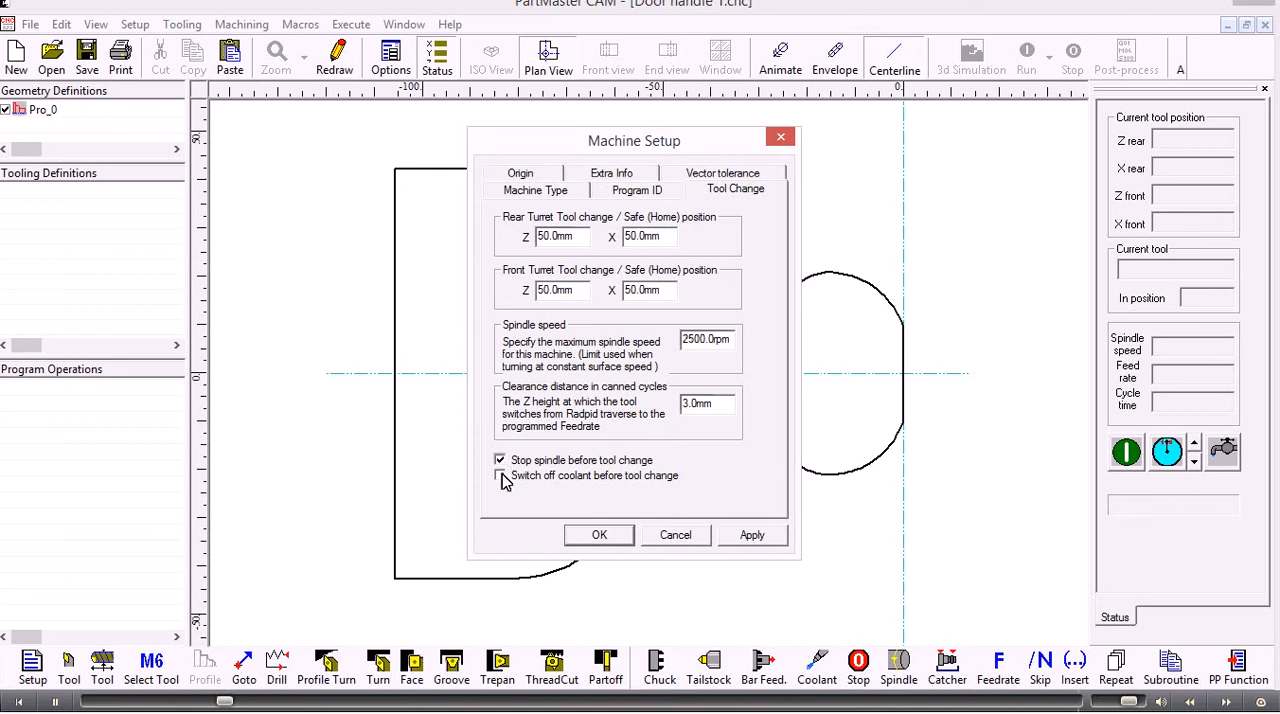 PartMaster CAM - [Door handle 1.cnc]
File Edit View Setup Tooling Machining Macros Execute Window Help
New Open Save Print Cut Copy Paste Zoom Redraw Options Status ISO View Plan View Front view End view Window Animate Envelope Centerline 3d Simulation Run Stop Post-process A
Geometry Definitions
Pro_0
Tooling Definitions
Program Operations
-100 -50 0
50
0
-50
Machine Setup
Origin Extra Info Vector tolerance
Machine Type Program ID Tool Change
Rear Turret Tool change / Safe (Home) position
Z 50.0mm X 50.0mm
Front Turret Tool change / Safe (Home) position
Z 50.0mm X 50.0mm
Spindle speed
Specify the maximum spindle speed
for this machine. (Limit used when
turning at constant surface speed )
2500.0rpm
Clearance distance in canned cycles
The Z height at which the tool
switches from Radpid traverse to the
programmed Feedrate
3.0mm
Stop spindle before tool change
Switch off coolant before tool change
OK Cancel Apply
Current tool position
Z rear
X rear
Z front
X front
Current tool
In position
Spindle
speed
Feed
rate
Cycle
time
Status
M6 F /N (...)
Setup Tool Tool Select Tool Profile Goto Drill Profile Turn Turn Face Groove Trepan ThreadCut Partoff Chuck Tailstock Bar Feed. Coolant Stop Spindle Catcher Feedrate Skip Insert Repeat Subroutine PP Function